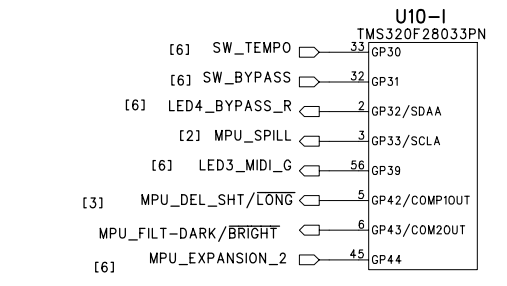 U10-I
TMS320F28033PN
[6] SW_TEMPO 33 GP30
[6] SW_BYPASS 32 GP31
[6] LED4_BYPASS_R 2 GP32/SDAA
[2] MPU_SPILL 3 GP33/SCLA
[6] LED3_MIDI_G 56 GP39
[3] MPU_DEL_SHT/LONG 5 GP42/COMP1OUT
MPU_FILT-DARK/BRIGHT 6 GP43/COM2OUT
[6] MPU_EXPANSION_2 45 GP44